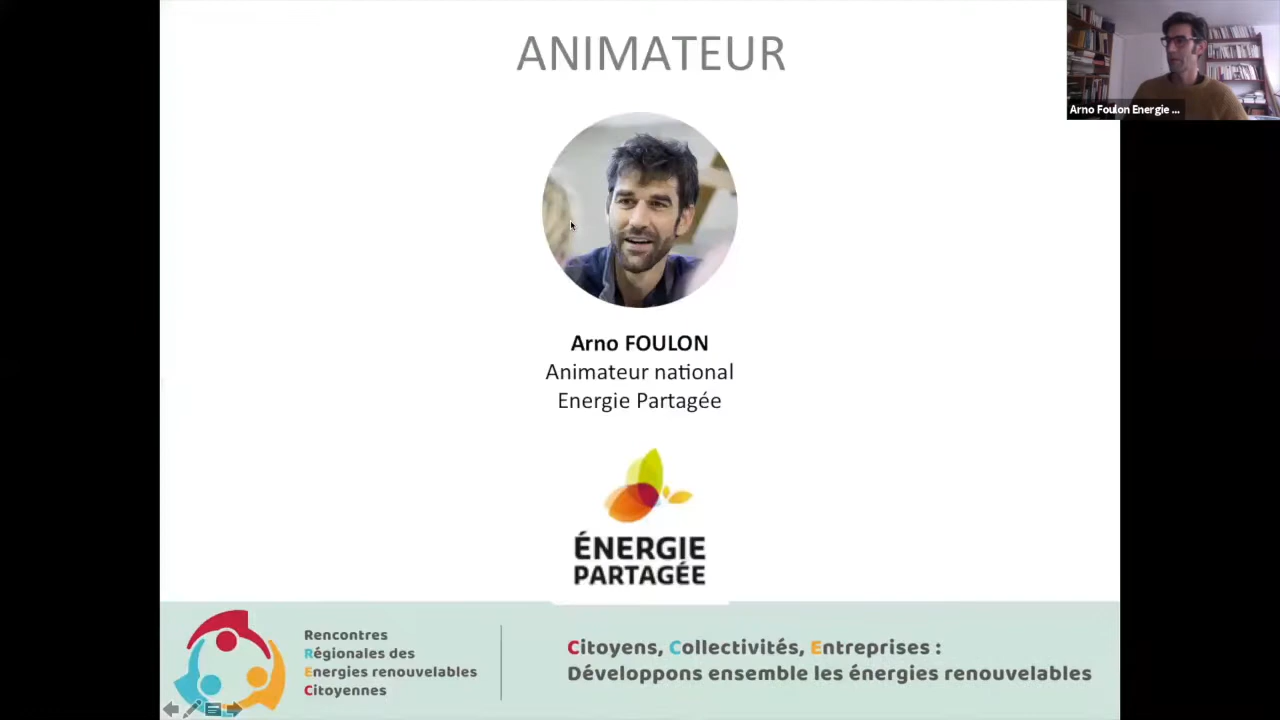 ANIMATEUR
Arno Foulon Energie ...
Arno FOULON
Animateur national
Energie Partagée
ÉNERGIE
PARTAGÉE
Rencontres
Régionales des
Energies renouvelables
Citoyennes
Citoyens, Collectivités, Entreprises :
Développons ensemble les énergies renouvelables